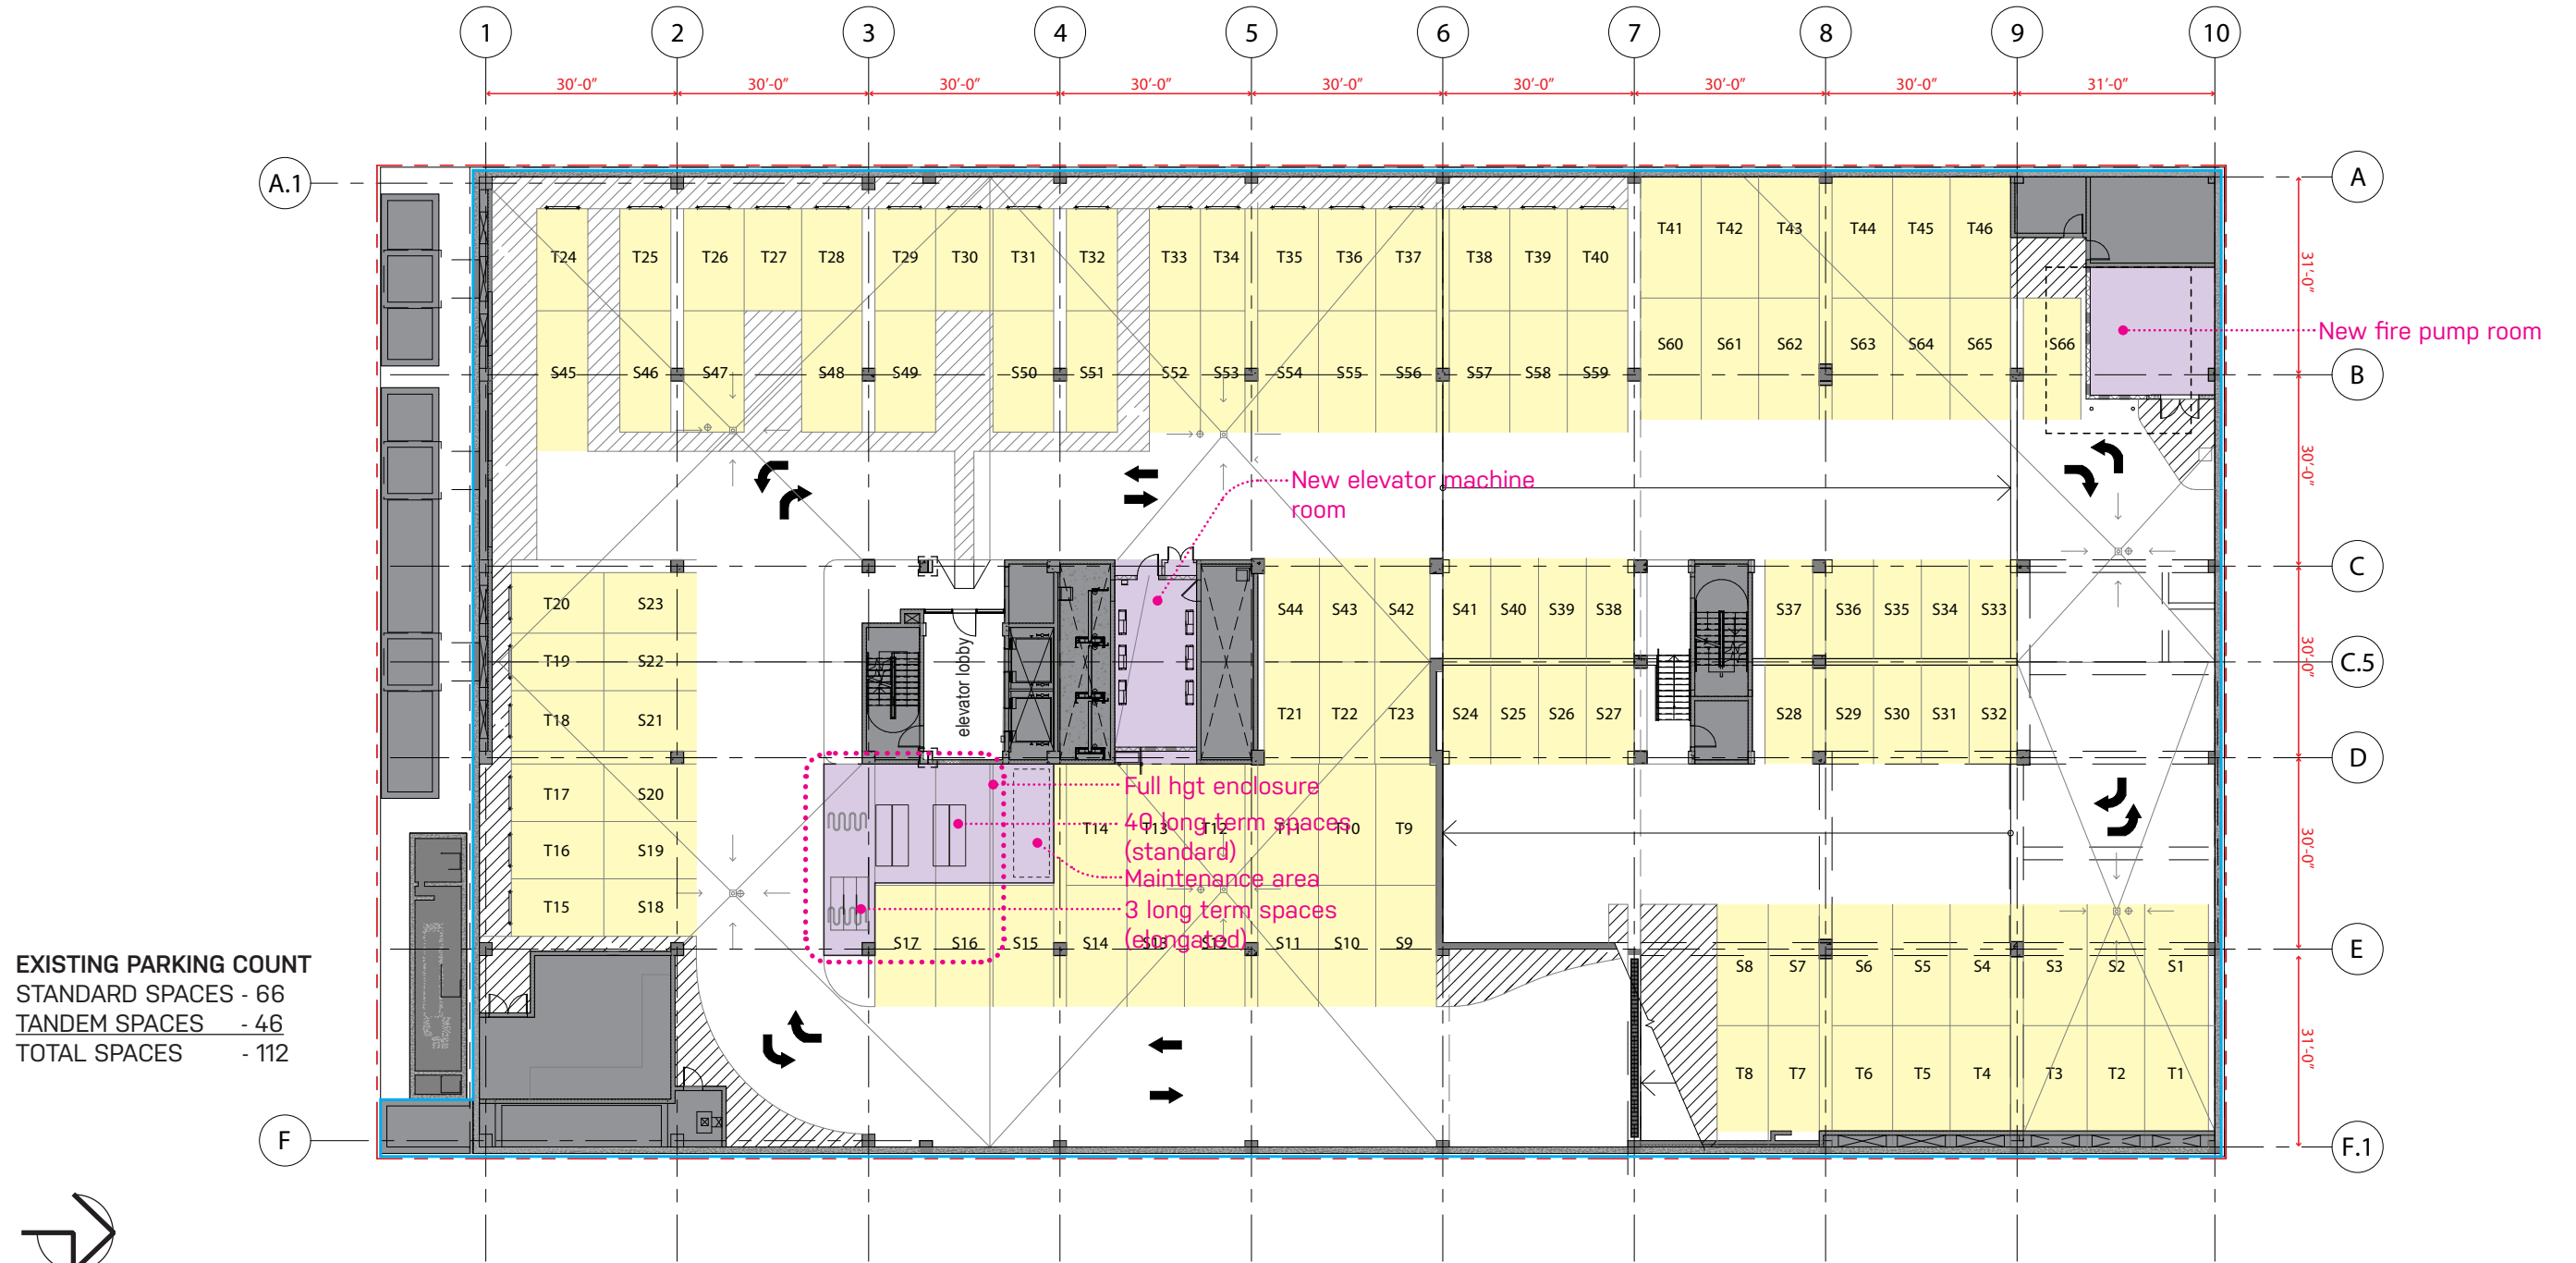 1 2 3 4 5 6 7 8 9 10
30'-0" 30'-0" 30'-0" 30'-0" 30'-0" 30'-0" 30'-0" 30'-0" 31'-0"
A.1 A
T41 T42 T43 T44 T45 T46
T24 T25 T26 T27 T28 T29 T30 T31 T32 T33 T34 T35 T36 T37 T38 T39 T40
31'-0"
New fire pump room
S60 S61 S62 S63 S64 S65 S66
S45 S46 S47 S48 S49 S50 S51 S52 S53 S54 S55 S56 S57 S58 S59
B
30'-0"
New elevator machine
room
C
T20 S23
S44 S43 S42 S41 S40 S39 S38 S37 S36 S35 S34 S33
elevator lobby
T19 S22
30'-0"
C.5
T18 S21
T21 T22 T23 S24 S25 S26 S27 S28 S29 S30 S31 S32
D
T17 S20
Full hgt enclosure
40 long term spaces
(standard)
T14 T13 T12 T11 T10 T9
T16 S19
30'-0"
Maintenance area
3 long term spaces
(elongated)
T15 S18
S17 S16 S15 S14 S13 S12 S11 S10 S9
E
S8 S7 S6 S5 S4 S3 S2 S1
EXISTING PARKING COUNT
STANDARD SPACES - 66
TANDEM SPACES - 46
TOTAL SPACES - 112
31'-0"
T8 T7 T6 T5 T4 T3 T2 T1
F F.1